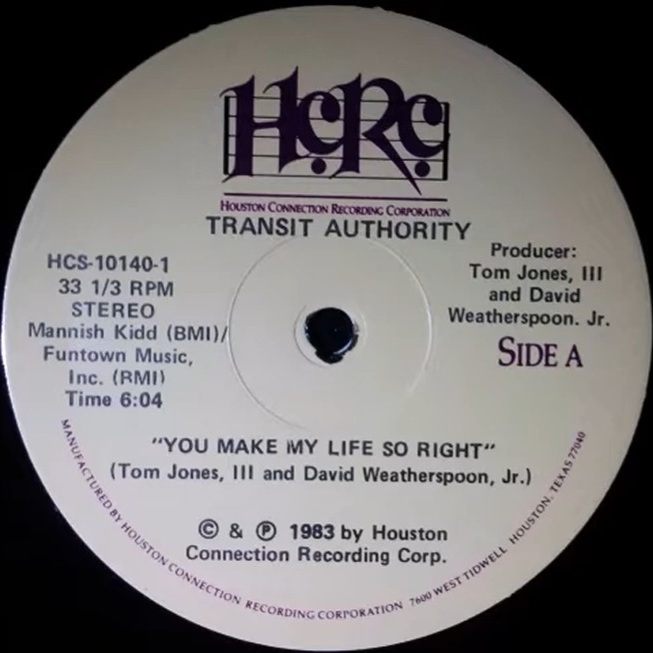 HCRC
HOUSTON CONNECTION RECORDING CORPORATION
TRANSIT AUTHORITY
HCS-10140-1
33 1/3 RPM
STEREO
Mannish Kidd (BMI)/
Funtown Music,
Inc. (RMI)
Time 6:04
Producer:
Tom Jones, III
and David
Weatherspoon. Jr.
SIDE A
"YOU MAKE MY LIFE SO RIGHT"
(Tom Jones, III and David Weatherspoon, Jr.)
© & ℗ 1983 by Houston
Connection Recording Corp.
MANUFACTURED BY HOUSTON CONNECTION RECORDING CORPORATION 7600 WEST TIDWELL HOUSTON, TEXAS 77040